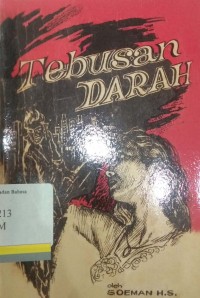 Tebusan
DARAH
213
M
oleh
SOEMAN H.S.